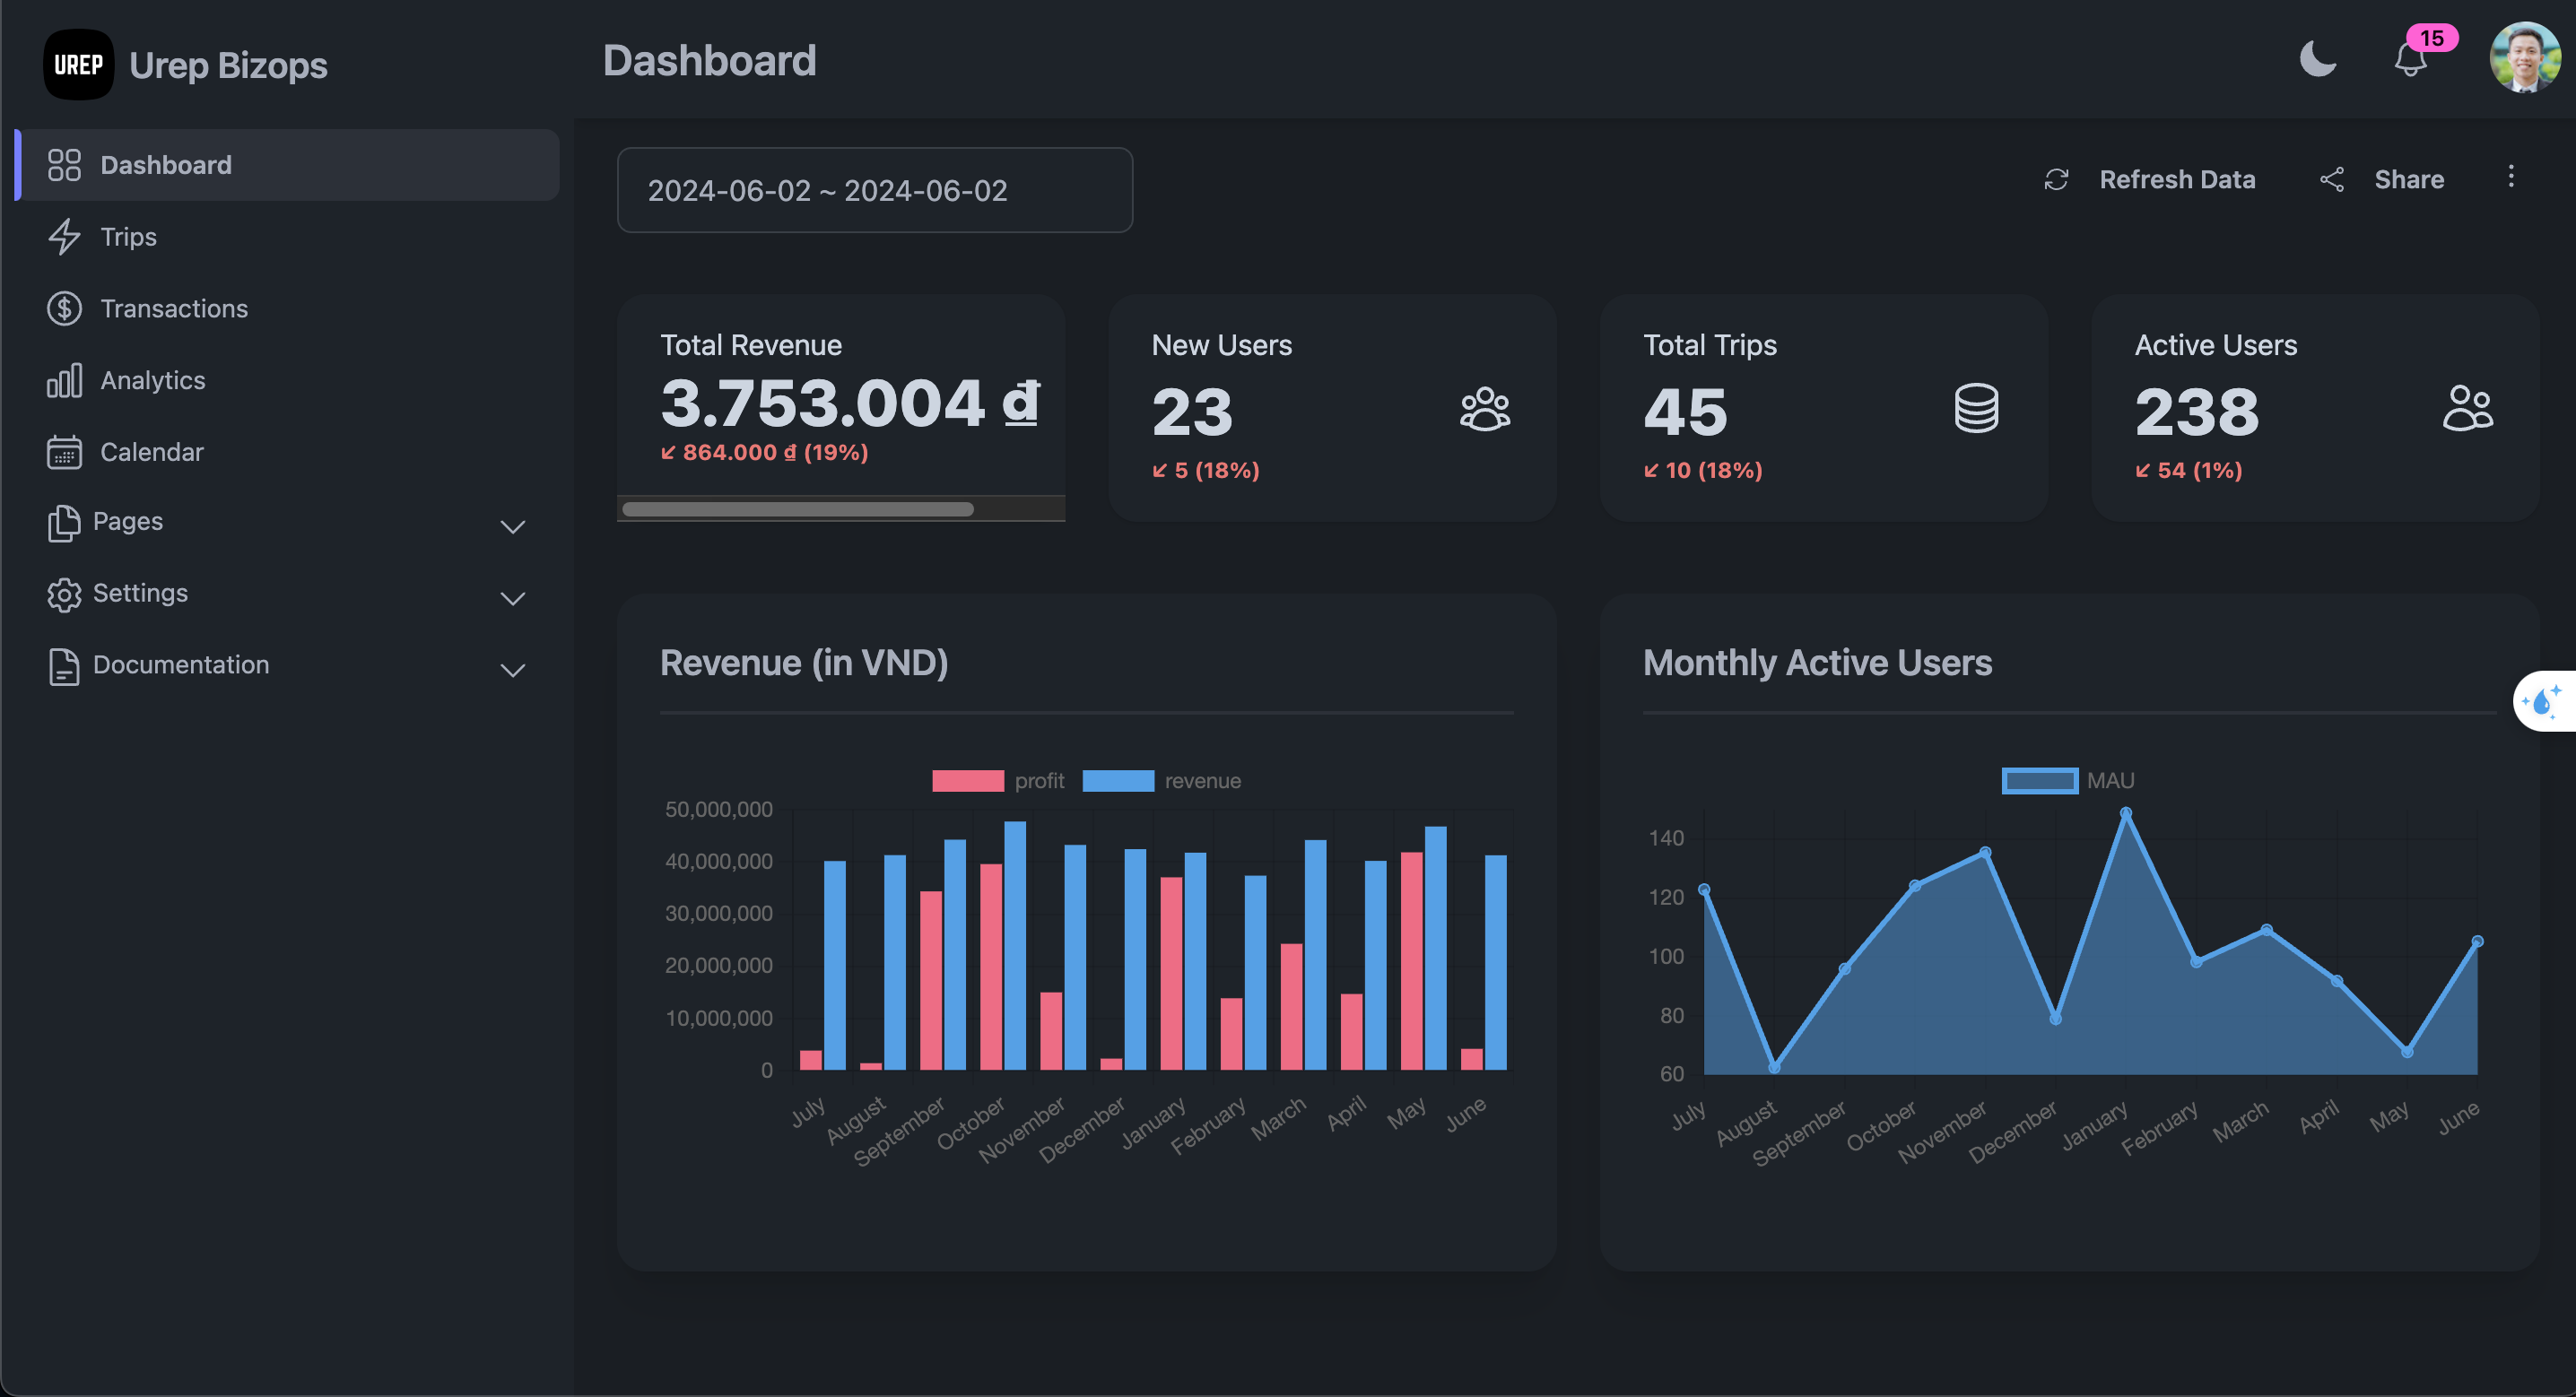 UREP
Urep Bizops
Dashboard
Trips
Transactions
Analytics
Calendar
Pages
Settings
Documentation
Dashboard
15
2024-06-02 ~ 2024-06-02
Refresh Data
Share
Total Revenue
3.753.004 ₫
↙ 864.000 ₫ (19%)
New Users
23
↙ 5 (18%)
Total Trips
45
↙ 10 (18%)
Active Users
238
↙ 54 (1%)
Revenue (in VND)
profit
revenue
50,000,000
40,000,000
30,000,000
20,000,000
10,000,000
0
July
August
September
October
November
December
January
February
March
April
May
June
Monthly Active Users
MAU
140
120
100
80
60
July
August
September
October
November
December
January
February
March
April
May
June